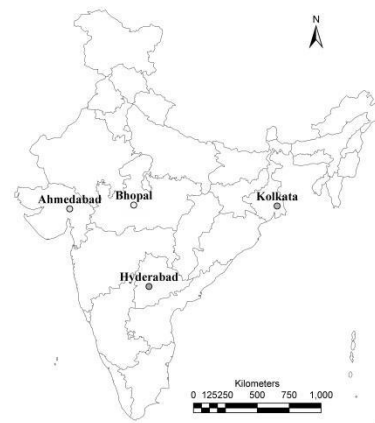 N
Ahmedabad
Bhopal
Kolkata
Hyderabad
Kilometers
0 125250 500 750 1,000